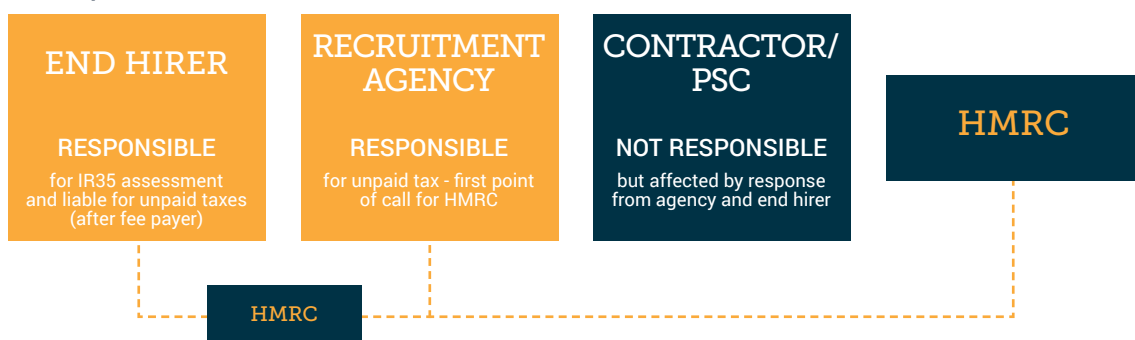 END HIRER
RESPONSIBLE
for IR35 assessment
and liable for unpaid taxes
(after fee payer)
RECRUITMENT
AGENCY
RESPONSIBLE
for unpaid tax - first point
of call for HMRC
CONTRACTOR/
PSC
NOT RESPONSIBLE
but affected by response
from agency and end hirer
HMRC
HMRC